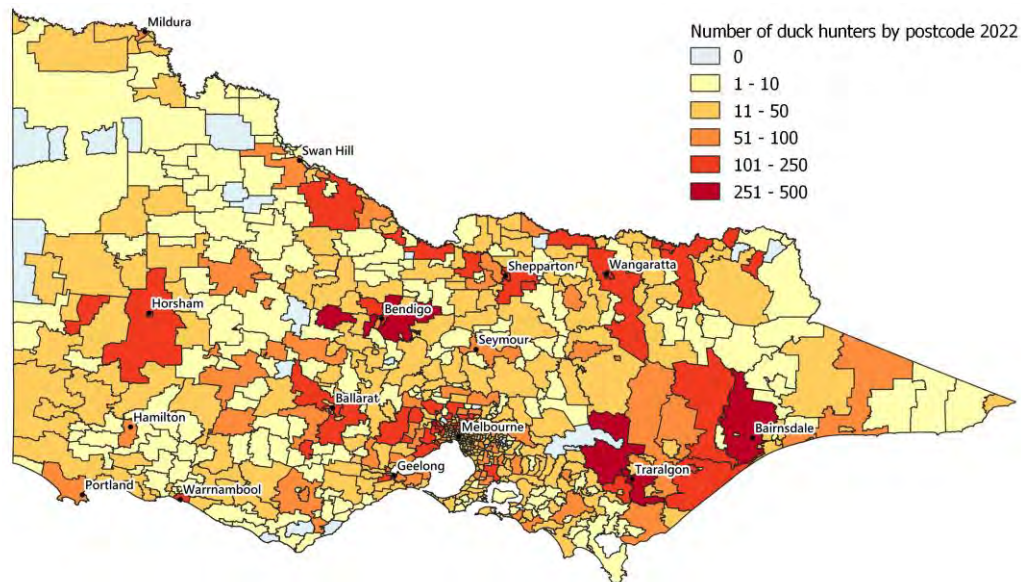 Mildura
Number of duck hunters by postcode 2022
0
1 - 10
11 - 50
51 - 100
101 - 250
251 - 500
Swan Hill
Shepparton
Wangaratta
Horsham
Bendigo
Seymour
Ballarat
Hamilton
Melbourne
Bairnsdale
Geelong
Traralgon
Portland
Warrnambool